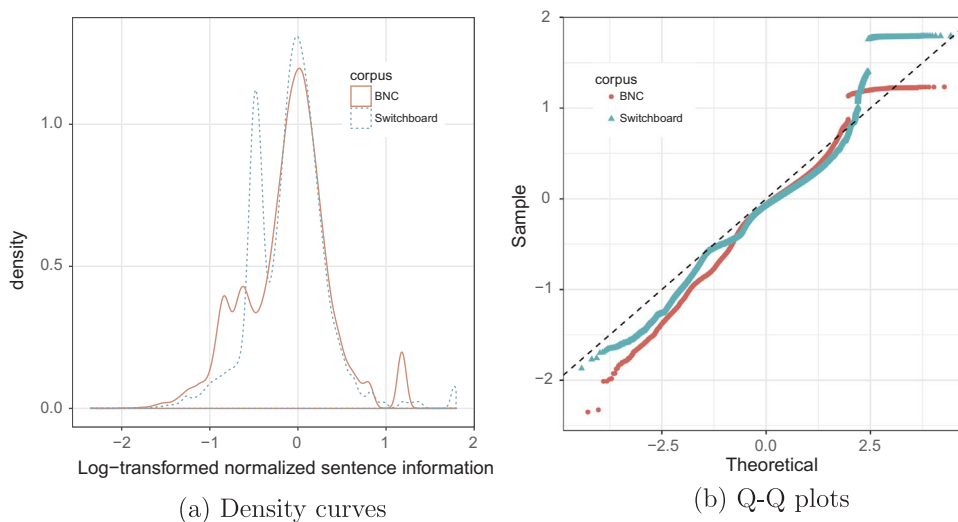 corpus
BNC
Switchboard
density
1.0
0.5
0.0
−2
−1
0
1
2
Log−transformed normalized sentence information
(a) Density curves
corpus
BNC
Switchboard
Sample
2
1
0
−1
−2
−2.5
0.0
2.5
Theoretical
(b) Q-Q plots